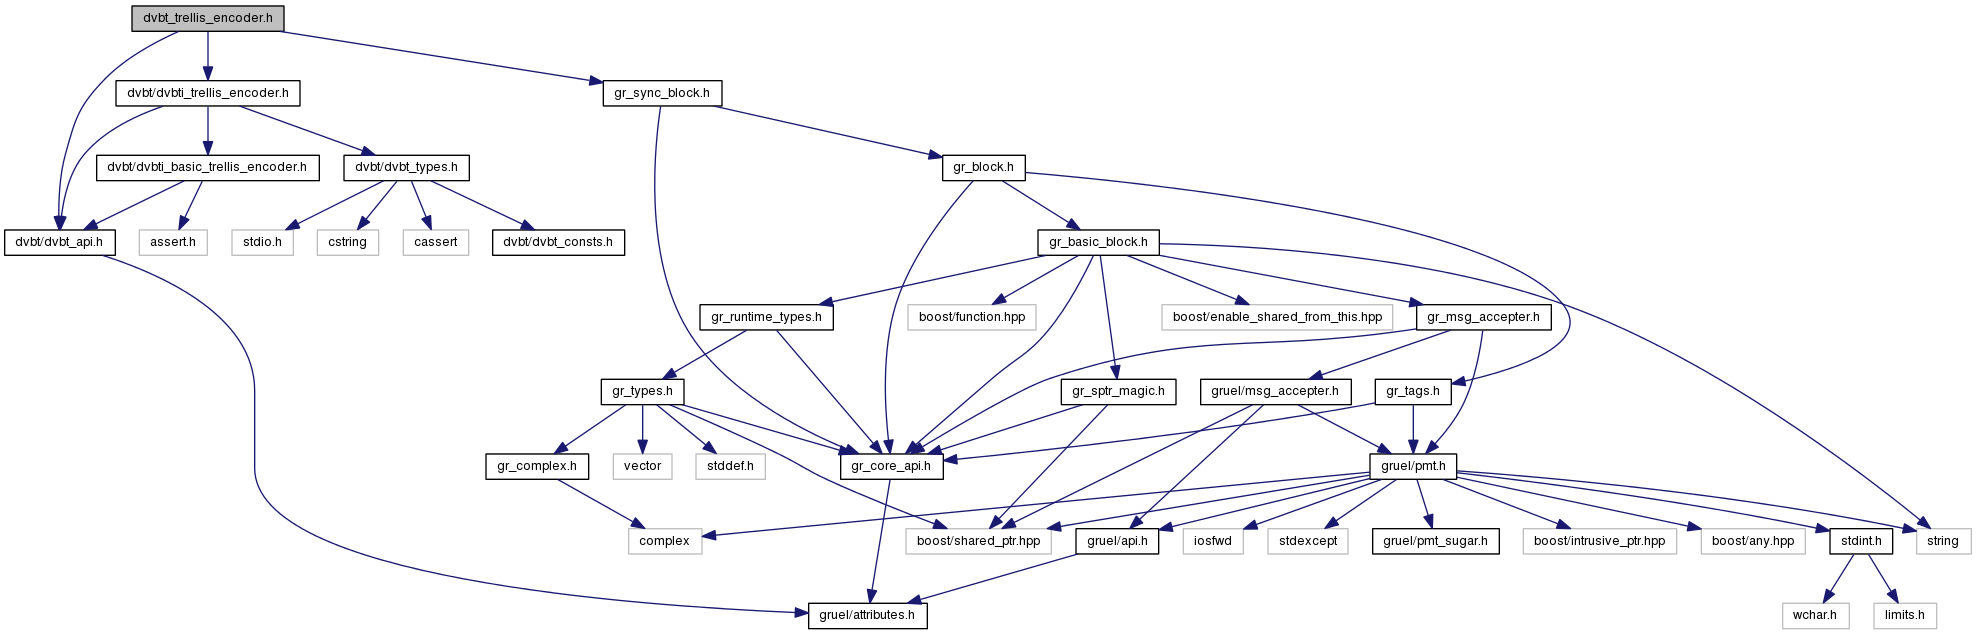 dvbt_trellis_encoder.h
dvbt/dvbti_trellis_encoder.h
gr_sync_block.h
dvbt/dvbti_basic_trellis_encoder.h
dvbt/dvbt_types.h
gr_block.h
dvbt/dvbt_api.h
assert.h
stdio.h
cstring
cassert
dvbt/dvbt_consts.h
gr_basic_block.h
gr_runtime_types.h
boost/function.hpp
boost/enable_shared_from_this.hpp
gr_msg_accepter.h
gr_types.h
gr_sptr_magic.h
gruel/msg_accepter.h
gr_tags.h
gr_complex.h
vector
stddef.h
gr_core_api.h
gruel/pmt.h
complex
boost/shared_ptr.hpp
gruel/api.h
iosfwd
stdexcept
gruel/pmt_sugar.h
boost/intrusive_ptr.hpp
boost/any.hpp
stdint.h
string
gruel/attributes.h
wchar.h
limits.h